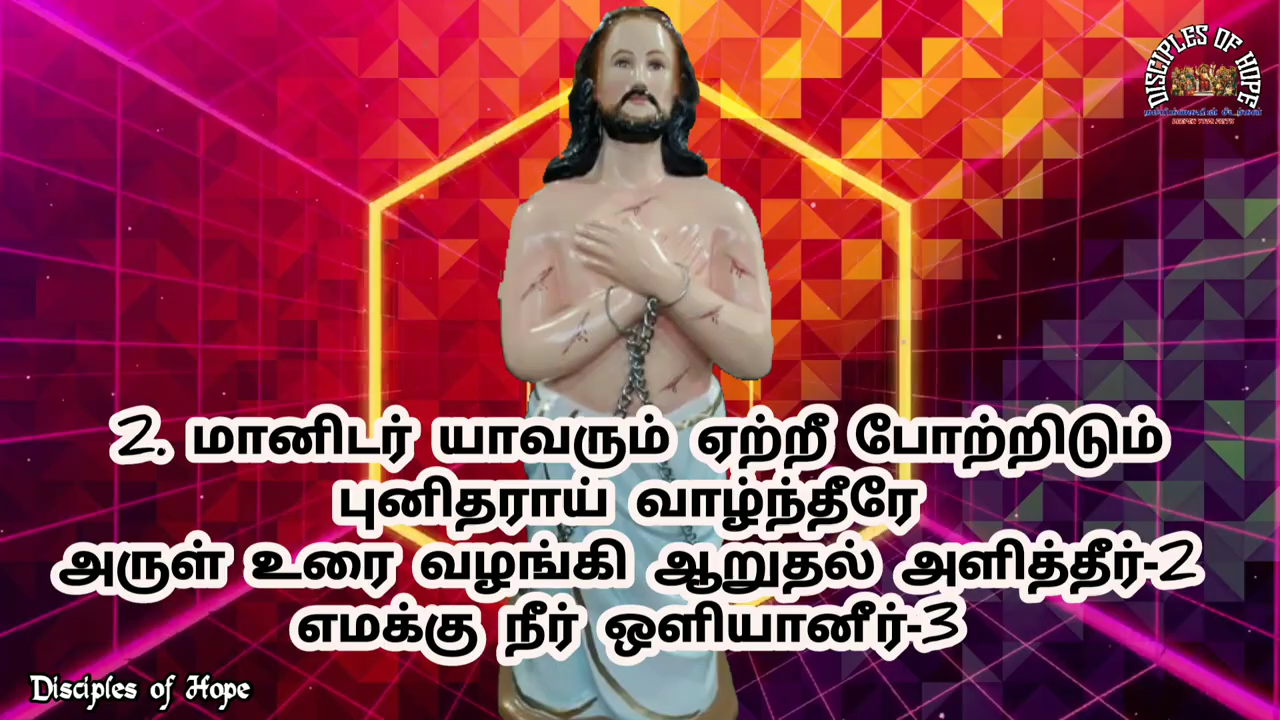 DISCIPLES OF HOPE
2. மானிடர் யாவரும் ஏற்றீ போற்றிடும்
புனிதராய் வாழ்ந்தீரே
அருள் உரை வழங்கி ஆறுதல் அளித்தீர்-2
எமக்கு நீர் ஒளியானீர்-3
Disciples of Hope